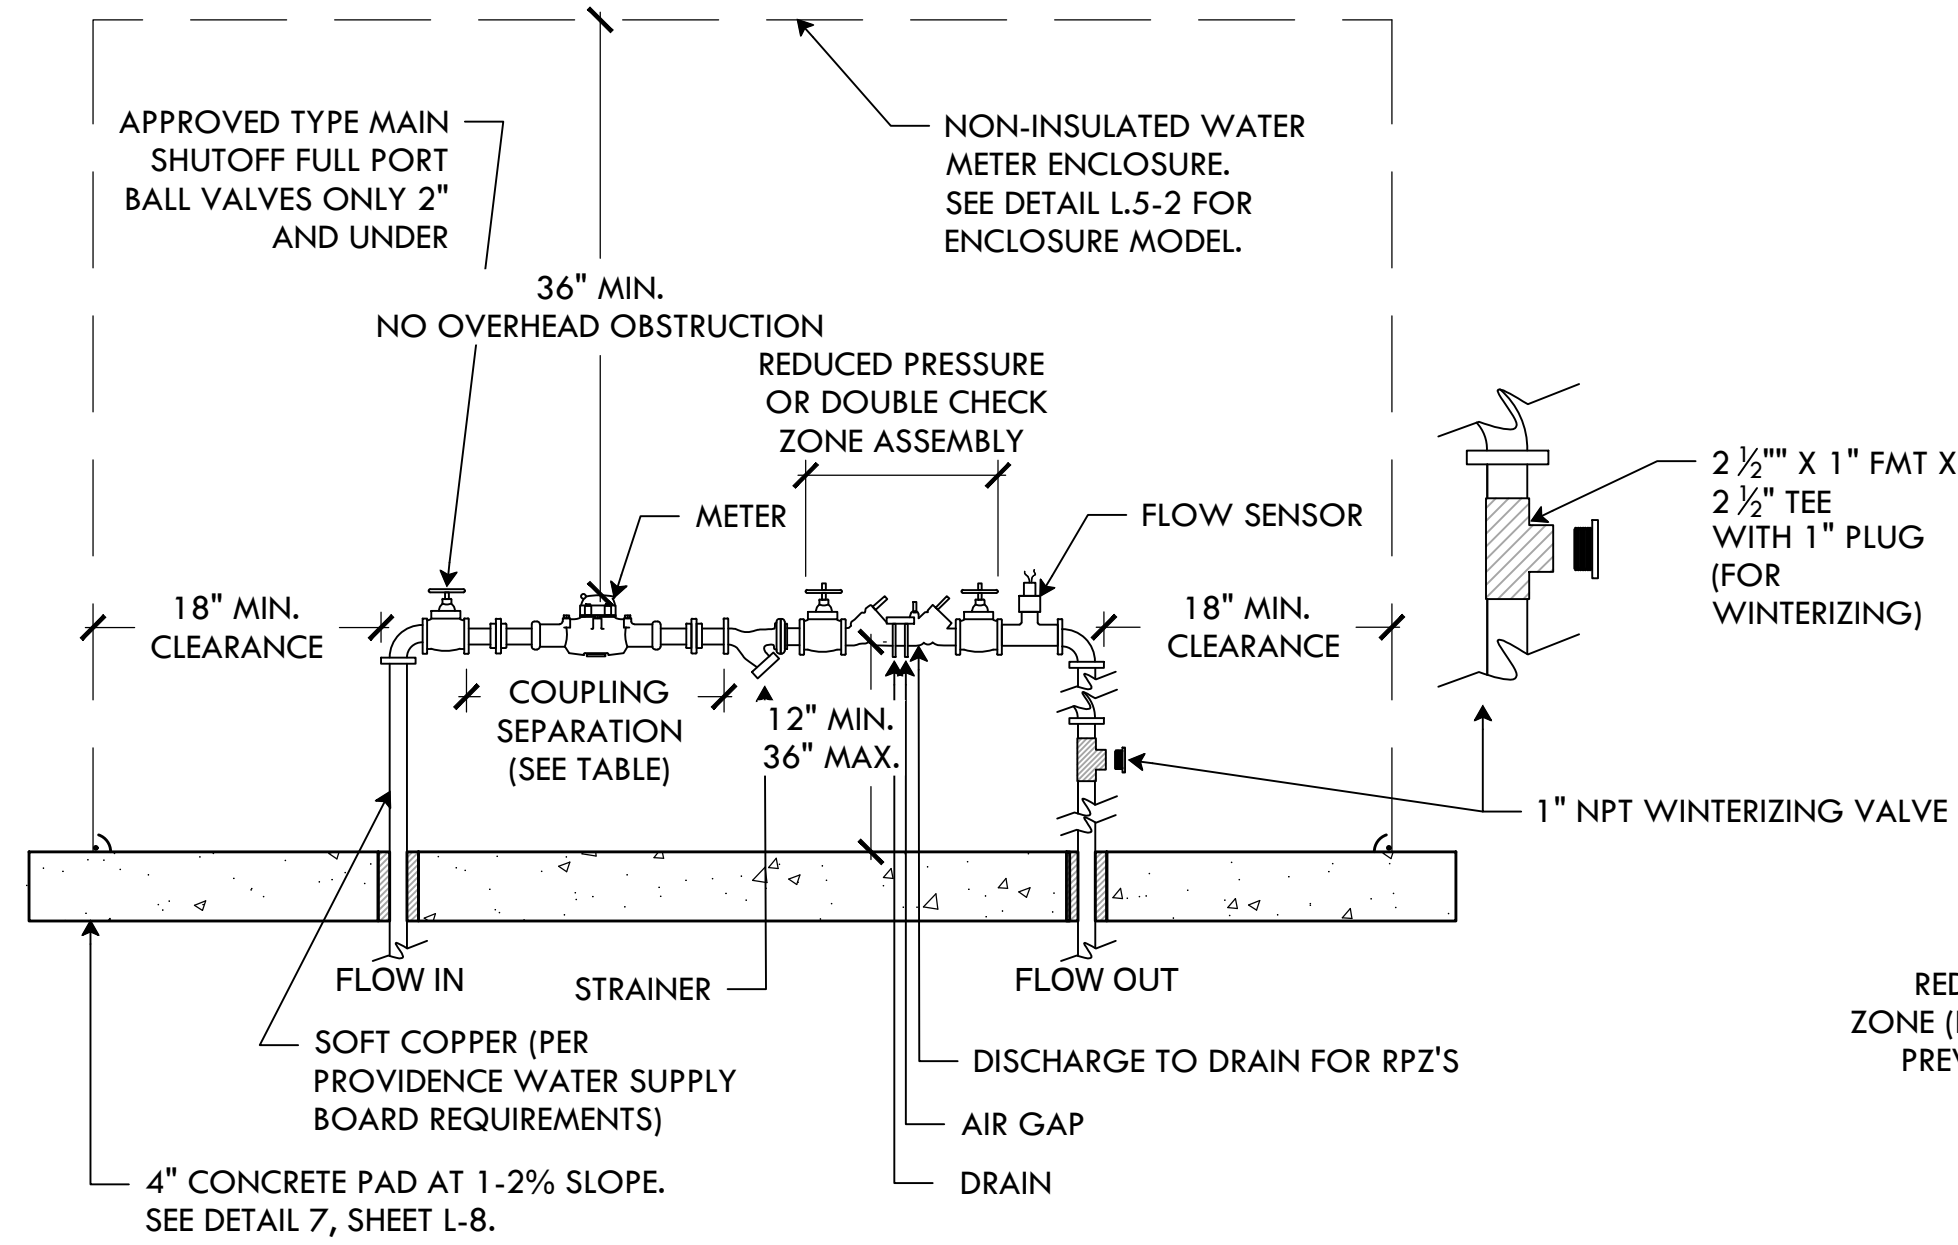 APPROVED TYPE MAIN
SHUTOFF FULL PORT
BALL VALVES ONLY 2"
AND UNDER
NON-INSULATED WATER
METER ENCLOSURE.
SEE DETAIL L.5-2 FOR
ENCLOSURE MODEL.
36" MIN.
NO OVERHEAD OBSTRUCTION
REDUCED PRESSURE
OR DOUBLE CHECK
ZONE ASSEMBLY
METER
FLOW SENSOR
2 ½"" X 1" FMT X
2 ½" TEE
WITH 1" PLUG
(FOR
WINTERIZING)
18" MIN.
CLEARANCE
18" MIN.
CLEARANCE
COUPLING
SEPARATION
(SEE TABLE)
12" MIN.
36" MAX.
1" NPT WINTERIZING VALVE
FLOW IN
STRAINER
FLOW OUT
SOFT COPPER (PER
PROVIDENCE WATER SUPPLY
BOARD REQUIREMENTS)
DISCHARGE TO DRAIN FOR RPZ'S
AIR GAP
DRAIN
4" CONCRETE PAD AT 1-2% SLOPE.
SEE DETAIL 7, SHEET L-8.
ZONE